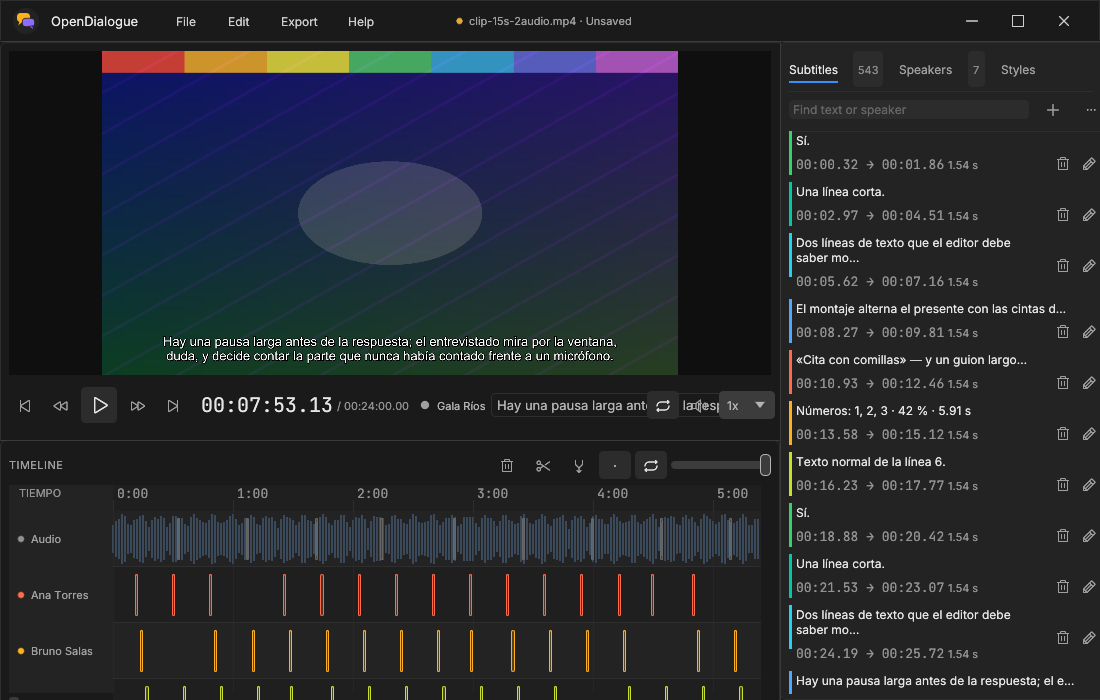 OpenDialogue File Edit Export Help clip-15s-2audio.mp4 · Unsaved
Hay una pausa larga antes de la respuesta; el entrevistado mira por la ventana,
duda, y decide contar la parte que nunca había contado frente a un micrófono.
00:07:53.13 / 00:24:00.00 Gala Ríos Hay una pausa larga ant 1x
TIMELINE
TIEMPO 0:00 1:00 2:00 3:00 4:00 5:00
Audio
Ana Torres
Bruno Salas
Subtitles 543 Speakers 7 Styles
Find text or speaker
Sí.
00:00.32 → 00:01.86 1.54 s
Una línea corta.
00:02.97 → 00:04.51 1.54 s
Dos líneas de texto que el editor debe
saber mo...
00:05.62 → 00:07.16 1.54 s
El montaje alterna el presente con las cintas d...
00:08.27 → 00:09.81 1.54 s
«Cita con comillas» — y un guion largo...
00:10.93 → 00:12.46 1.54 s
Números: 1, 2, 3 · 42 % · 5.91 s
00:13.58 → 00:15.12 1.54 s
Texto normal de la línea 6.
00:16.23 → 00:17.77 1.54 s
Sí.
00:18.88 → 00:20.42 1.54 s
Una línea corta.
00:21.53 → 00:23.07 1.54 s
Dos líneas de texto que el editor debe
saber mo...
00:24.19 → 00:25.72 1.54 s
Hay una pausa larga antes de la respuesta; el e...